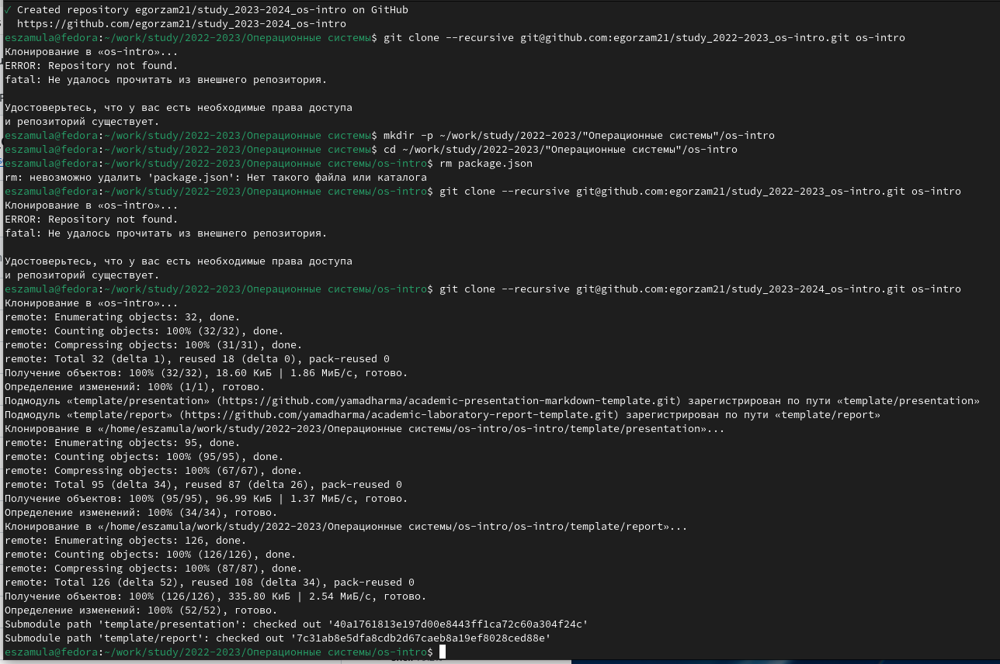 ✓ Created repository egorzam21/study_2023-2024_os-intro on GitHub
https://github.com/egorzam21/study_2023-2024_os-intro
eszamula@fedora:~/work/study/2022-2023/Операционные системы$ git clone --recursive git@github.com:egorzam21/study_2022-2023_os-intro.git os-intro
Клонирование в «os-intro»...
ERROR: Repository not found.
fatal: Не удалось прочитать из внешнего репозитория.
Удостоверьтесь, что у вас есть необходимые права доступа
и репозиторий существует.
eszamula@fedora:~/work/study/2022-2023/Операционные системы$ mkdir -p ~/work/study/2022-2023/"Операционные системы"/os-intro
eszamula@fedora:~/work/study/2022-2023/Операционные системы$ cd ~/work/study/2022-2023/"Операционные системы"/os-intro
eszamula@fedora:~/work/study/2022-2023/Операционные системы/os-intro$ rm package.json
rm: невозможно удалить 'package.json': Нет такого файла или каталога
eszamula@fedora:~/work/study/2022-2023/Операционные системы/os-intro$ git clone --recursive git@github.com:egorzam21/study_2022-2023_os-intro.git os-intro
Клонирование в «os-intro»...
ERROR: Repository not found.
fatal: Не удалось прочитать из внешнего репозитория.
Удостоверьтесь, что у вас есть необходимые права доступа
и репозиторий существует.
eszamula@fedora:~/work/study/2022-2023/Операционные системы/os-intro$ git clone --recursive git@github.com:egorzam21/study_2023-2024_os-intro.git os-intro
Клонирование в «os-intro»...
remote: Enumerating objects: 32, done.
remote: Counting objects: 100% (32/32), done.
remote: Compressing objects: 100% (31/31), done.
remote: Total 32 (delta 1), reused 18 (delta 0), pack-reused 0
Получение объектов: 100% (32/32), 18.60 КиБ | 1.86 МиБ/с, готово.
Определение изменений: 100% (1/1), готово.
Подмодуль «template/presentation» (https://github.com/yamadharma/academic-presentation-markdown-template.git) зарегистрирован по пути «template/presentation»
Подмодуль «template/report» (https://github.com/yamadharma/academic-laboratory-report-template.git) зарегистрирован по пути «template/report»
Клонирование в «/home/eszamula/work/study/2022-2023/Операционные системы/os-intro/os-intro/template/presentation»...
remote: Enumerating objects: 95, done.
remote: Counting objects: 100% (95/95), done.
remote: Compressing objects: 100% (67/67), done.
remote: Total 95 (delta 34), reused 87 (delta 26), pack-reused 0
Получение объектов: 100% (95/95), 96.99 КиБ | 1.37 МиБ/с, готово.
Определение изменений: 100% (34/34), готово.
Клонирование в «/home/eszamula/work/study/2022-2023/Операционные системы/os-intro/os-intro/template/report»...
remote: Enumerating objects: 126, done.
remote: Counting objects: 100% (126/126), done.
remote: Compressing objects: 100% (87/87), done.
remote: Total 126 (delta 52), reused 108 (delta 34), pack-reused 0
Получение объектов: 100% (126/126), 335.80 КиБ | 2.54 МиБ/с, готово.
Определение изменений: 100% (52/52), готово.
Submodule path 'template/presentation': checked out '40a1761813e197d00e8443ff1ca72c60a304f24c'
Submodule path 'template/report': checked out '7c31ab8e5dfa8cdb2d67caeb8a19ef8028ced88e'
eszamula@fedora:~/work/study/2022-2023/Операционные системы/os-intro$